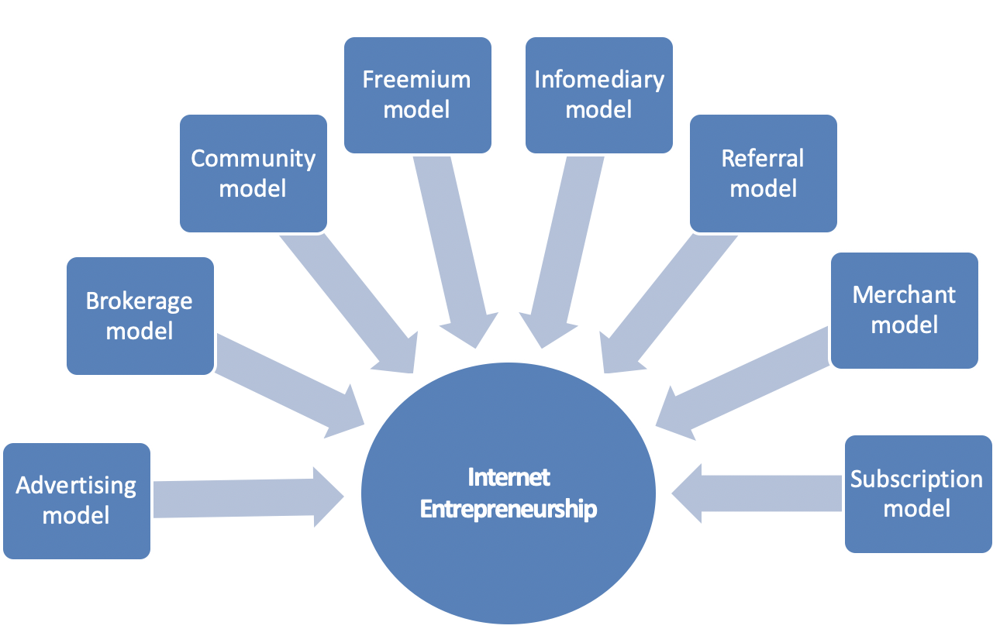 Freemium
model
Infomediary
model
Community
model
Referral
model
Brokerage
model
Merchant
model
Advertising
model
Internet
Entrepreneurship
Subscription
model